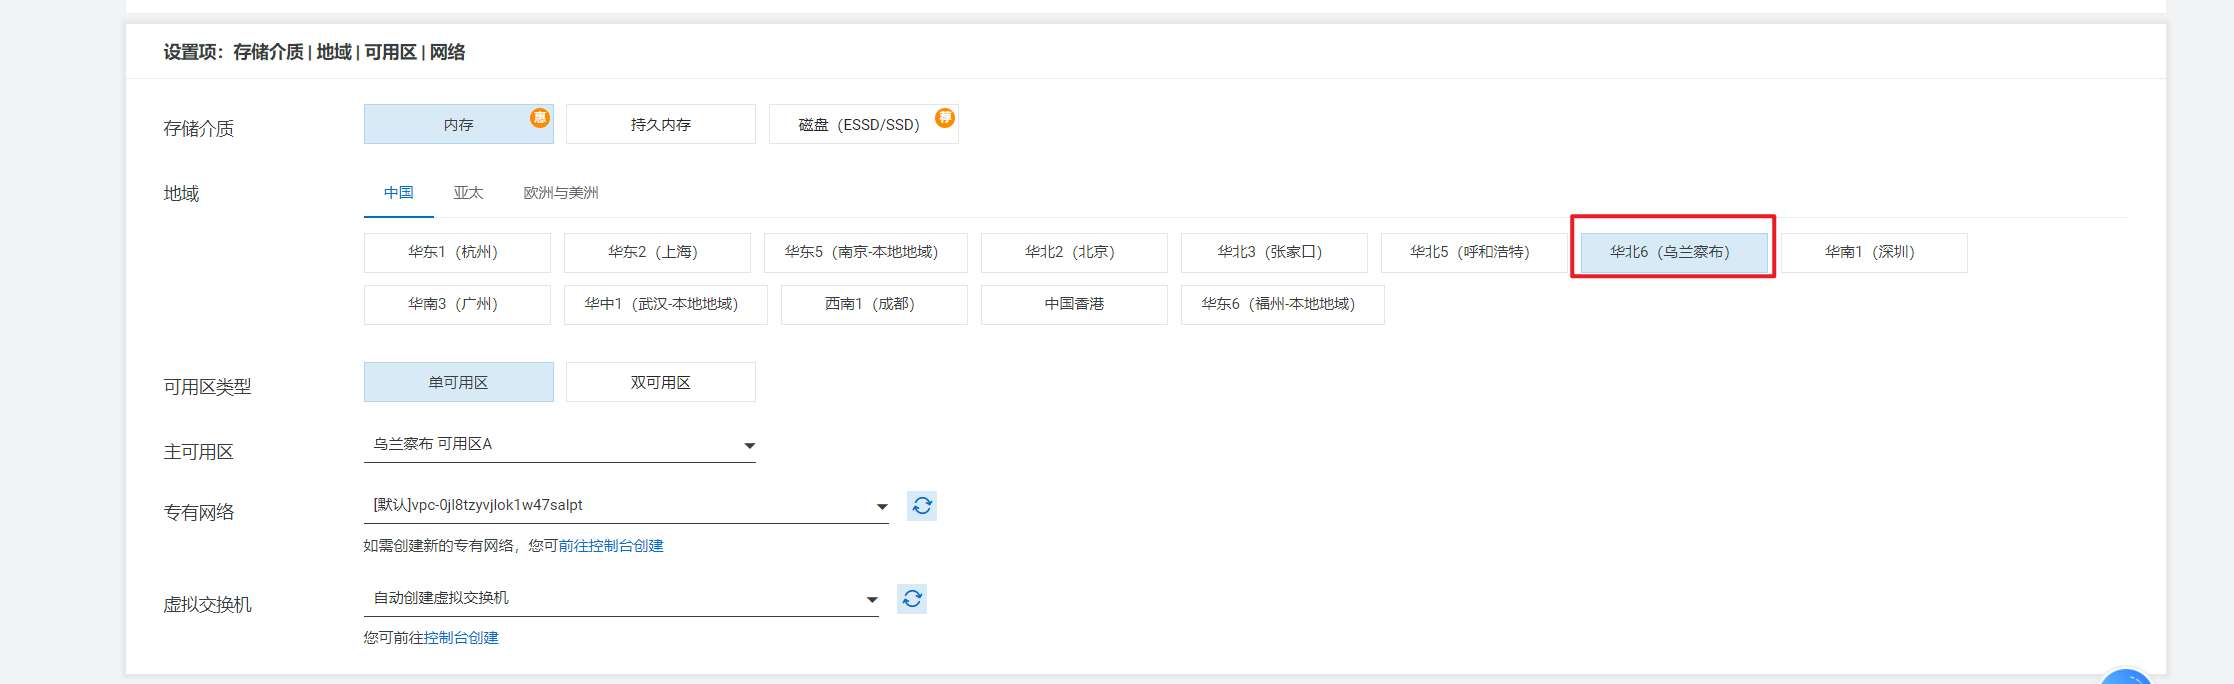 设置项：存储介质 | 地域 | 可用区 | 网络
存储介质
内存 惠
持久内存
磁盘（ESSD/SSD） 荐
地域
中国 亚太 欧洲与美洲
华东1（杭州） 华东2（上海） 华东5（南京-本地地域） 华北2（北京） 华北3（张家口） 华北5（呼和浩特） 华北6（乌兰察布） 华南1（深圳）
华南3（广州） 华中1（武汉-本地地域） 西南1（成都） 中国香港 华东6（福州-本地地域）
可用区类型 单可用区 双可用区
主可用区 乌兰察布 可用区A
专有网络 [默认]vpc-0jl8tzyvjlok1w47salpt
如需创建新的专有网络，您可前往控制台创建
虚拟交换机 自动创建虚拟交换机
您可前往控制台创建